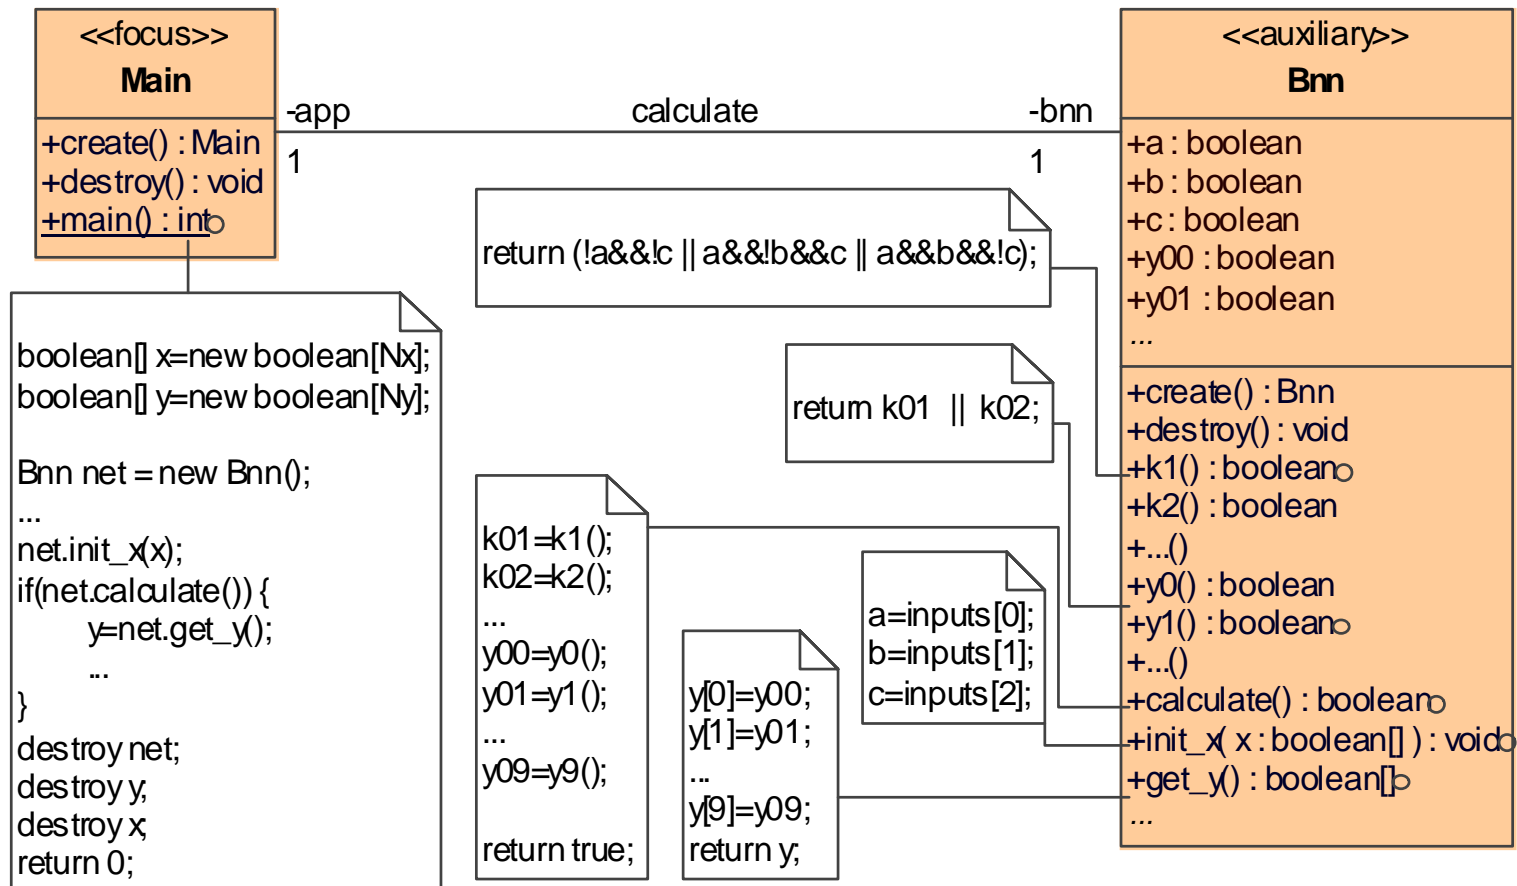 <<focus>>
Main
+create() : Main
+destroy() : void
+main() : int
-app
calculate
-bnn
1
1
<<auxiliary>>
Bnn
+a : boolean
+b : boolean
+c : boolean
+y00 : boolean
+y01 : boolean
...
+create() : Bnn
+destroy() : void
+k1() : boolean
+k2() : boolean
+...()
+y0() : boolean
+y1() : boolean
+...()
+calculate() : boolean
+init_x( x : boolean[] ) : void
+get_y() : boolean[]
...
return (!a&&!c || a&&!b&&c || a&&b&&!c);
return k01 || k02;
boolean[] x=new boolean[Nx];
boolean[] y=new boolean[Ny];
Bnn net = new Bnn();
...
net.init_x(x);
if(net.calculate()) {
y=net.get_y();
...
}
destroy net;
destroy y;
destroy x;
return 0;
k01=k1();
k02=k2();
...
y00=y0();
y01=y1();
...
y09=y9();
return true;
y[0]=y00;
y[1]=y01;
...
y[9]=y09;
return y;
a=inputs[0];
b=inputs[1];
c=inputs[2];